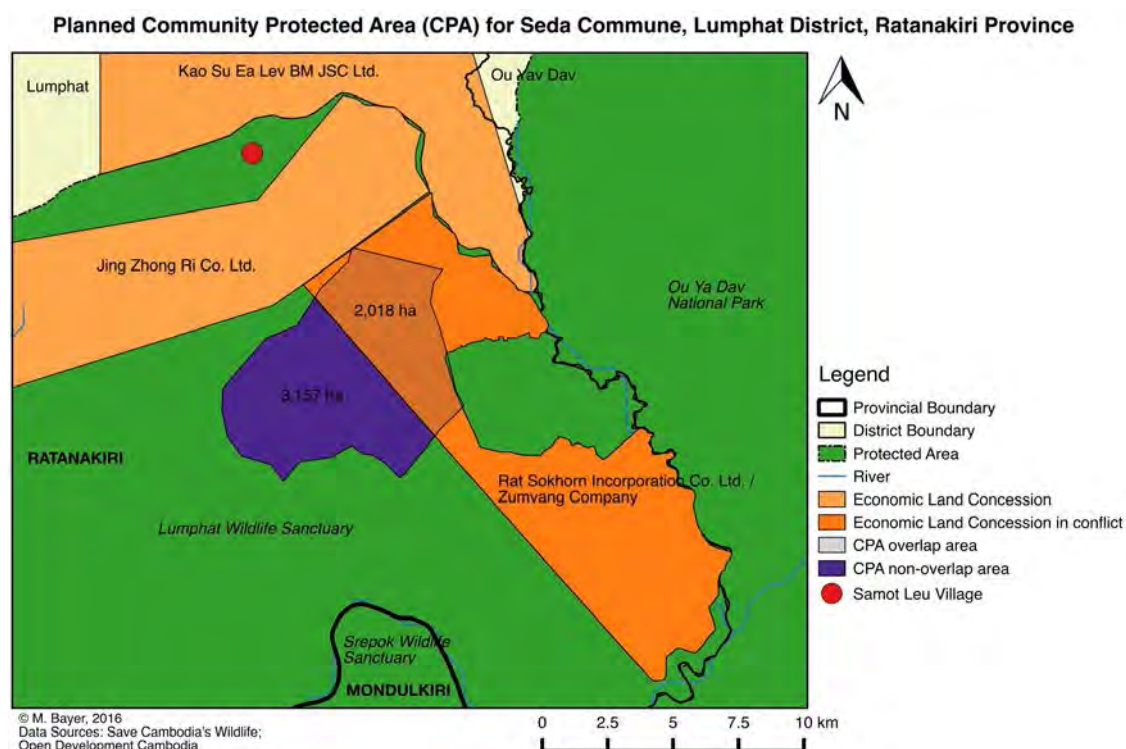 Planned Community Protected Area (CPA) for Seda Commune, Lumphat District, Ratanakiri Province
Kao Su Ea Lev BM JSC Ltd.
Ou Yav Dav
Lumphat
N
Jing Zhong Ri Co. Ltd.
Ou Ya Dav
National Park
2,018 ha
3,157 ha
RATANAKIRI
Rat Sokhorn Incorporation Co. Ltd. /
Zumvang Company
Lumphat Wildlife Sanctuary
Srepok Wildlife
Sanctuary
MONDULKIRI
Legend
Provincial Boundary
District Boundary
Protected Area
River
Economic Land Concession
Economic Land Concession in conflict
CPA overlap area
CPA non-overlap area
Samot Leu Village
© M. Bayer, 2016
Data Sources: Save Cambodia's Wildlife;
Open Development Cambodia
0 2.5 5 7.5 10 km